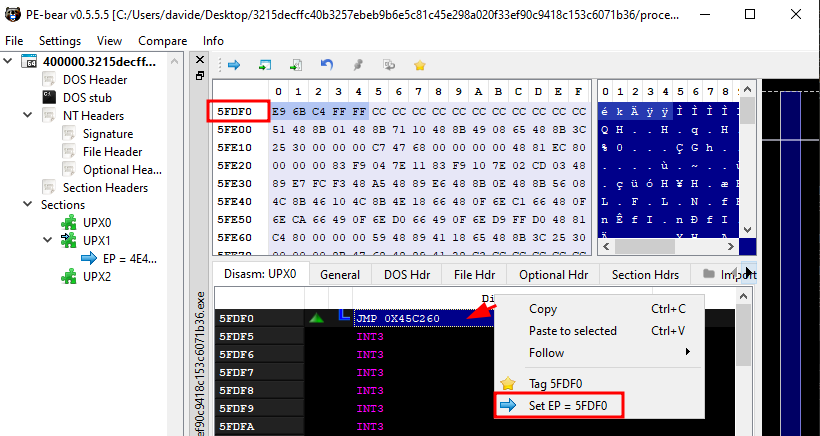 PE-bear v0.5.5.5 [C:/Users/davide/Desktop/3215decffc40b3257ebeb9b6e5c81c45e298a020f33ef90c9418c153c6071b36/proce...
File Settings View Compare Info
400000.3215decff...
DOS Header
DOS stub
NT Headers
Signature
File Header
Optional Hea...
Section Headers
Sections
UPX0
UPX1
EP = 4E4...
UPX2
0 1 2 3 4 5 6 7 8 9 A B C D E F
0 1 2 3 4 5 6 7 8
5FDF0 E9 6B C4 FF FF CC CC CC CC CC CC CC CC CC CC CC é k Ä ÿ ÿ Ì Ì Ì Ì
5FE00 51 48 8B 01 48 8B 71 10 48 8B 49 08 65 48 8B 3C Q H . . H . q . H
5FE10 25 30 00 00 00 C7 47 68 00 00 00 00 48 81 EC 80 % 0 . . . Ç G h .
5FE20 00 00 00 83 F9 04 7E 11 83 F9 10 7E 02 CD 03 48 . . . . ù . ~ . .
5FE30 89 E7 FC F3 48 A5 48 89 E6 48 8B 0E 48 8B 56 08 . ç ü ó H ¥ H . æ
5FE40 4C 8B 46 10 4C 8B 4E 18 66 48 0F 6E C1 66 48 0F L . F . L . N . f
5FE50 6E CA 66 49 0F 6E D0 66 49 0F 6E D9 FF D0 48 81 n Ê f I . n Ð f I
5FE60 C4 80 00 00 00 59 48 89 41 18 65 48 8B 3C 25 30
Disasm: UPX0 General DOS Hdr File Hdr Optional Hdr Section Hdrs Import
5FDF0 JMP 0X45C260
5FDF5 INT3
5FDF6 INT3
5FDF7 INT3
5FDF8 INT3
5FDF9 INT3
5FDFA INT3
Copy Ctrl+C
Paste to selected Ctrl+V
Follow
Tag 5FDF0
Set EP = 5FDF0
ef90c9418c153c6071b36.exe